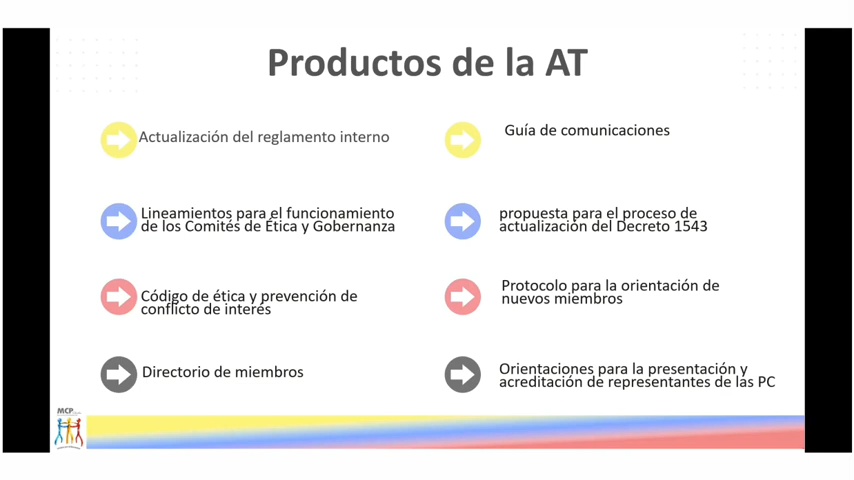 Productos de la AT
Actualización del reglamento interno
Lineamientos para el funcionamiento
de los Comités de Ética y Gobernanza
Código de ética y prevención de
conflicto de interés
Directorio de miembros
Guía de comunicaciones
propuesta para el proceso de
actualización del Decreto 1543
Protocolo para la orientación de
nuevos miembros
Orientaciones para la presentación y
acreditación de representantes de las PC
MCP